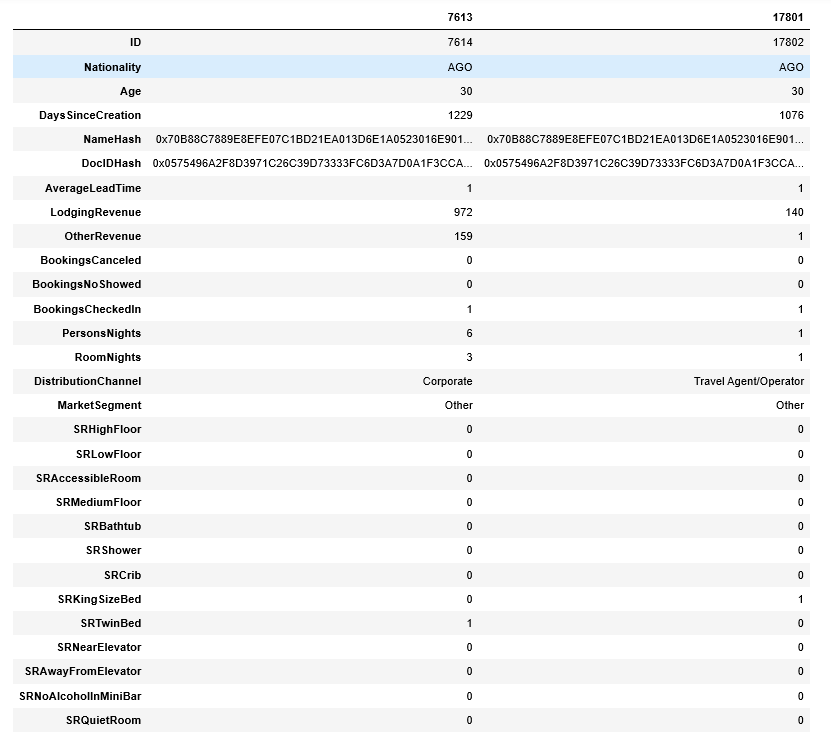 7613 17801
ID 7614 17802
Nationality AGO AGO
Age 30 30
DaysSinceCreation 1229 1076
NameHash 0x70B88C7889E8EFE07C1BD21EA013D6E1A0523016E901... 0x70B88C7889E8EFE07C1BD21EA013D6E1A0523016E901...
DocIDHash 0x0575496A2F8D3971C26C39D73333FC6D3A7D0A1F3CCA... 0x0575496A2F8D3971C26C39D73333FC6D3A7D0A1F3CCA...
AverageLeadTime 1 1
LodgingRevenue 972 140
OtherRevenue 159 1
BookingsCanceled 0 0
BookingsNoShowed 0 0
BookingsCheckedIn 1 1
PersonsNights 6 1
RoomNights 3 1
DistributionChannel Corporate Travel Agent/Operator
MarketSegment Other Other
SRHighFloor 0 0
SRLowFloor 0 0
SRAccessibleRoom 0 0
SRMediumFloor 0 0
SRBathtub 0 0
SRShower 0 0
SRCrib 0 0
SRKingSizeBed 0 1
SRTwinBed 1 0
SRNearElevator 0 0
SRAwayFromElevator 0 0
SRNoAlcoholInMiniBar 0 0
SRQuietRoom 0 0